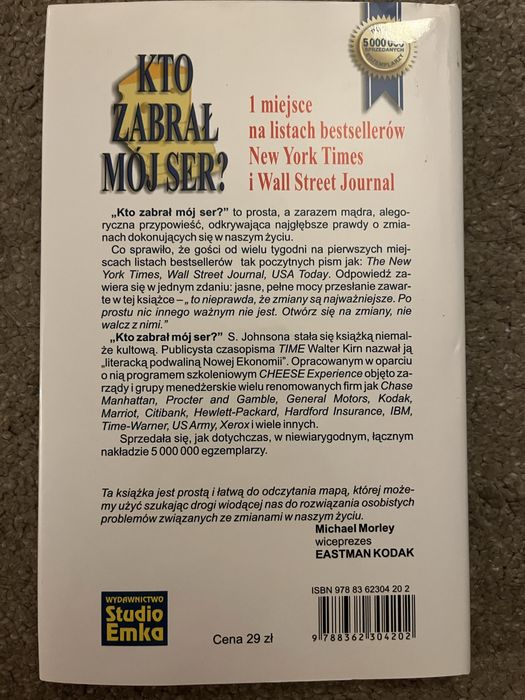 5 000 000
SPRZEDANYCH
EGZEMPLARZY
KTO
ZABRAŁ
MÓJ SER?
1 miejsce
na listach bestsellerów
New York Times
i Wall Street Journal
„Kto zabrał mój ser?” to prosta, a zarazem mądra, alego-
ryczna przypowieść, odkrywająca najgłębsze prawdy o zmia-
nach dokonujących się w naszym życiu.
Co sprawiło, że gości od wielu tygodni na pierwszych miej-
scach listach bestsellerów tak poczytnych pism jak: The New
York Times, Wall Street Journal, USA Today. Odpowiedź za-
wiera się w jednym zdaniu: jasne, pełne mocy przesłanie zawar-
te w tej książce – „to nieprawda, że zmiany są najważniejsze. Po
prostu nic innego ważnym nie jest. Otwórz się na zmiany, nie
walcz z nimi.”
„Kto zabrał mój ser?” S. Johnsona stała się książką niemal-
że kultową. Publicysta czasopisma TIME Walter Kirn nazwał ją
„literacką podwaliną Nowej Ekonomii”. Opracowanym w oparciu
o nią programem szkoleniowym CHEESE Experience objęto za-
rządy i grupy menedżerskie wielu renomowanych firm jak Chase
Manhattan, Procter and Gamble, General Motors, Kodak,
Marriot, Citibank, Hewlett-Packard, Hardford Insurance, IBM,
Time-Warner, US Army, Xerox i wiele innych.
Sprzedała się, jak dotychczas, w niewiarygodnym, łącznym
nakładzie 5 000 000 egzemplarzy.
Ta książka jest prostą i łatwą do odczytania mapą, której może-
my użyć szukając drogi wiodącej nas do rozwiązania osobistych
problemów związanych ze zmianami w naszym życiu.
Michael Morley
wiceprezes
EASTMAN KODAK
WYDAWNICTWO
Studio
Emka
Cena 29 zł
ISBN 978 83 62304 20 2
9 788362 304202